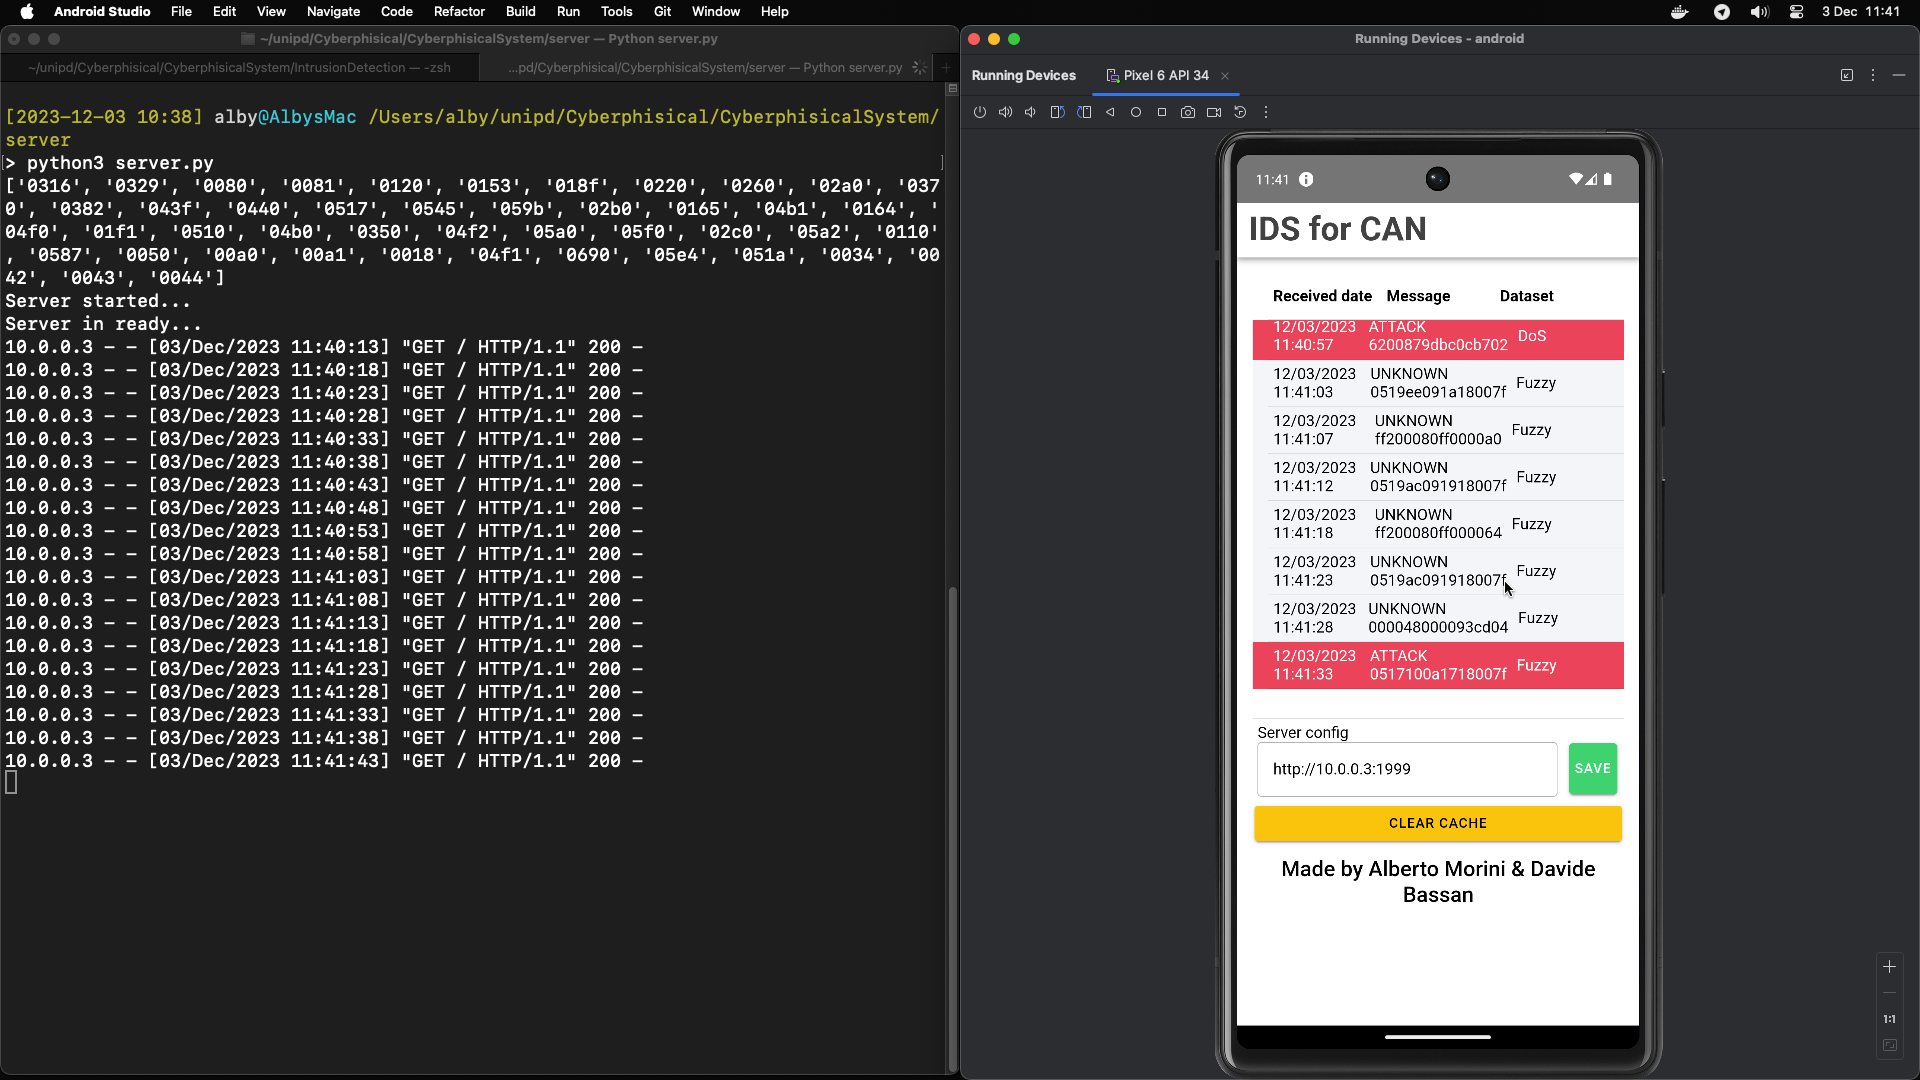 Android Studio File Edit View Navigate Code Refactor Build Run Tools Git Window Help 3 Dec 11:41
~/unipd/Cyberphisical/CyberphisicalSystem/server — Python server.py
~/unipd/Cyberphisical/CyberphisicalSystem/IntrusionDetection — -zsh
...pd/Cyberphisical/CyberphisicalSystem/server — Python server.py
[2023-12-03 10:38] alby@AlbysMac /Users/alby/unipd/Cyberphisical/CyberphisicalSystem/
server
> python3 server.py
['0316', '0329', '0080', '0081', '0120', '0153', '018f', '0220', '0260', '02a0', '037
0', '0382', '043f', '0440', '0517', '0545', '059b', '02b0', '0165', '04b1', '0164', '
04f0', '01f1', '0510', '04b0', '0350', '04f2', '05a0', '05f0', '02c0', '05a2', '0110'
, '0587', '0050', '00a0', '00a1', '0018', '04f1', '0690', '05e4', '051a', '0034', '00
42', '0043', '0044']
Server started...
Server in ready...
10.0.0.3 - - [03/Dec/2023 11:40:13] "GET / HTTP/1.1" 200 -
10.0.0.3 - - [03/Dec/2023 11:40:18] "GET / HTTP/1.1" 200 -
10.0.0.3 - - [03/Dec/2023 11:40:23] "GET / HTTP/1.1" 200 -
10.0.0.3 - - [03/Dec/2023 11:40:28] "GET / HTTP/1.1" 200 -
10.0.0.3 - - [03/Dec/2023 11:40:33] "GET / HTTP/1.1" 200 -
10.0.0.3 - - [03/Dec/2023 11:40:38] "GET / HTTP/1.1" 200 -
10.0.0.3 - - [03/Dec/2023 11:40:43] "GET / HTTP/1.1" 200 -
10.0.0.3 - - [03/Dec/2023 11:40:48] "GET / HTTP/1.1" 200 -
10.0.0.3 - - [03/Dec/2023 11:40:53] "GET / HTTP/1.1" 200 -
10.0.0.3 - - [03/Dec/2023 11:40:58] "GET / HTTP/1.1" 200 -
10.0.0.3 - - [03/Dec/2023 11:41:03] "GET / HTTP/1.1" 200 -
10.0.0.3 - - [03/Dec/2023 11:41:08] "GET / HTTP/1.1" 200 -
10.0.0.3 - - [03/Dec/2023 11:41:13] "GET / HTTP/1.1" 200 -
10.0.0.3 - - [03/Dec/2023 11:41:18] "GET / HTTP/1.1" 200 -
10.0.0.3 - - [03/Dec/2023 11:41:23] "GET / HTTP/1.1" 200 -
10.0.0.3 - - [03/Dec/2023 11:41:28] "GET / HTTP/1.1" 200 -
10.0.0.3 - - [03/Dec/2023 11:41:33] "GET / HTTP/1.1" 200 -
10.0.0.3 - - [03/Dec/2023 11:41:38] "GET / HTTP/1.1" 200 -
10.0.0.3 - - [03/Dec/2023 11:41:43] "GET / HTTP/1.1" 200 -
Running Devices - android
Running Devices Pixel 6 API 34
11:41
IDS for CAN
Received date Message Dataset
12/03/2023 ATTACK
11:40:57 6200879dbc0cb702 DoS
12/03/2023 UNKNOWN
11:41:03 0519ee091a18007f Fuzzy
12/03/2023 UNKNOWN
11:41:07 ff200080ff0000a0 Fuzzy
12/03/2023 UNKNOWN
11:41:12 0519ac091918007f Fuzzy
12/03/2023 UNKNOWN
11:41:18 ff200080ff000064 Fuzzy
12/03/2023 UNKNOWN
11:41:23 0519ac091918007f Fuzzy
12/03/2023 UNKNOWN
11:41:28 000048000093cd04 Fuzzy
12/03/2023 ATTACK
11:41:33 0517100a1718007f Fuzzy
Server config
http://10.0.0.3:1999 SAVE
CLEAR CACHE
Made by Alberto Morini & Davide
Bassan
1:1